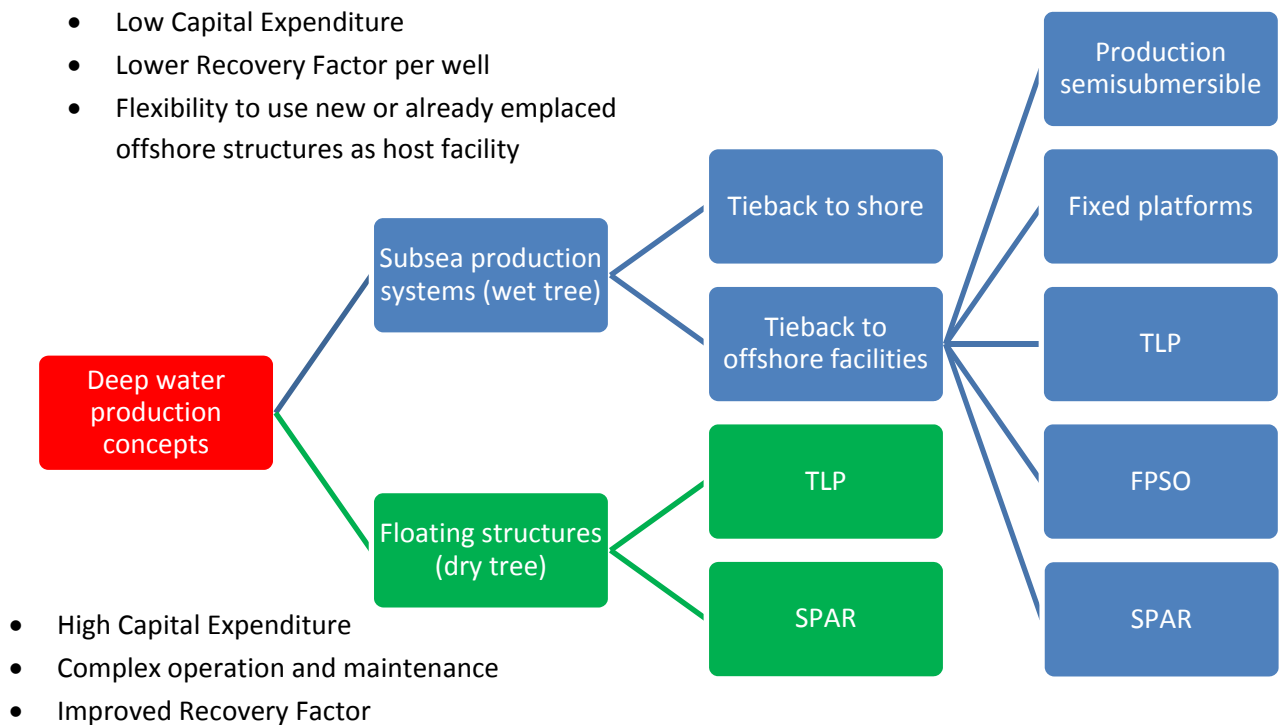 • Low Capital Expenditure
• Lower Recovery Factor per well
• Flexibility to use new or already emplaced
offshore structures as host facility
Deep water
production
concepts
Subsea production
systems (wet tree)
Tieback to shore
Tieback to
offshore facilities
Production
semisubmersible
Fixed platforms
TLP
FPSO
SPAR
Floating structures
(dry tree)
TLP
SPAR
• High Capital Expenditure
• Complex operation and maintenance
• Improved Recovery Factor